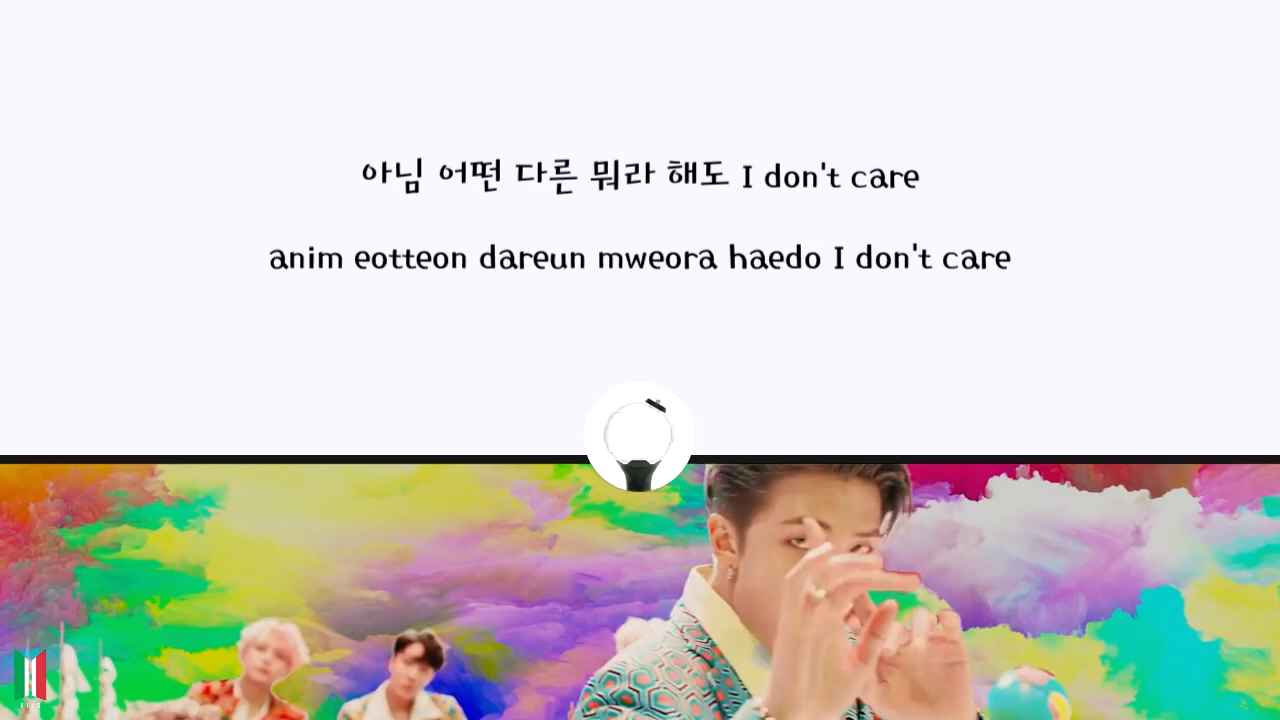 아님 어떤 다른 뭐라 해도 I don't care
anim eotteon dareun mweora haedo I don't care